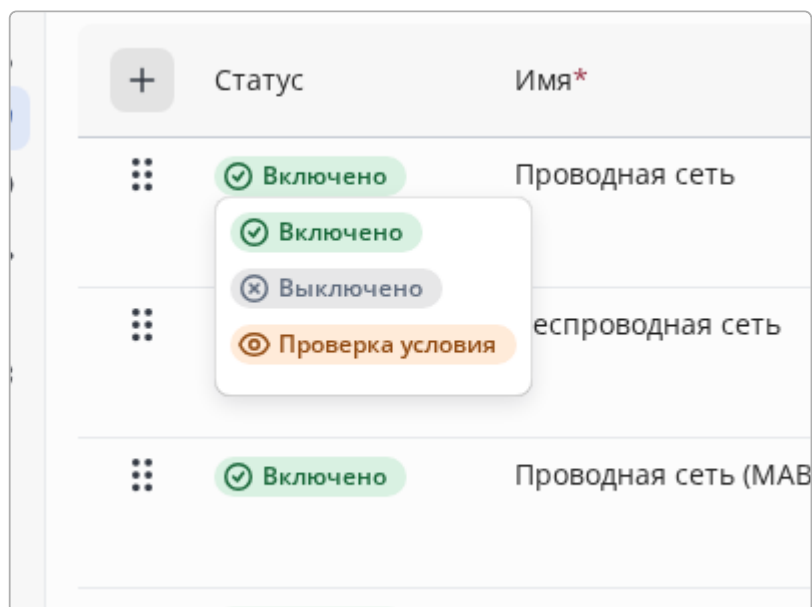 + Статус Имя*
Включено Проводная сеть
Включено
Выключено
еспроводная сеть
Проверка условия
Включено Проводная сеть (MAB